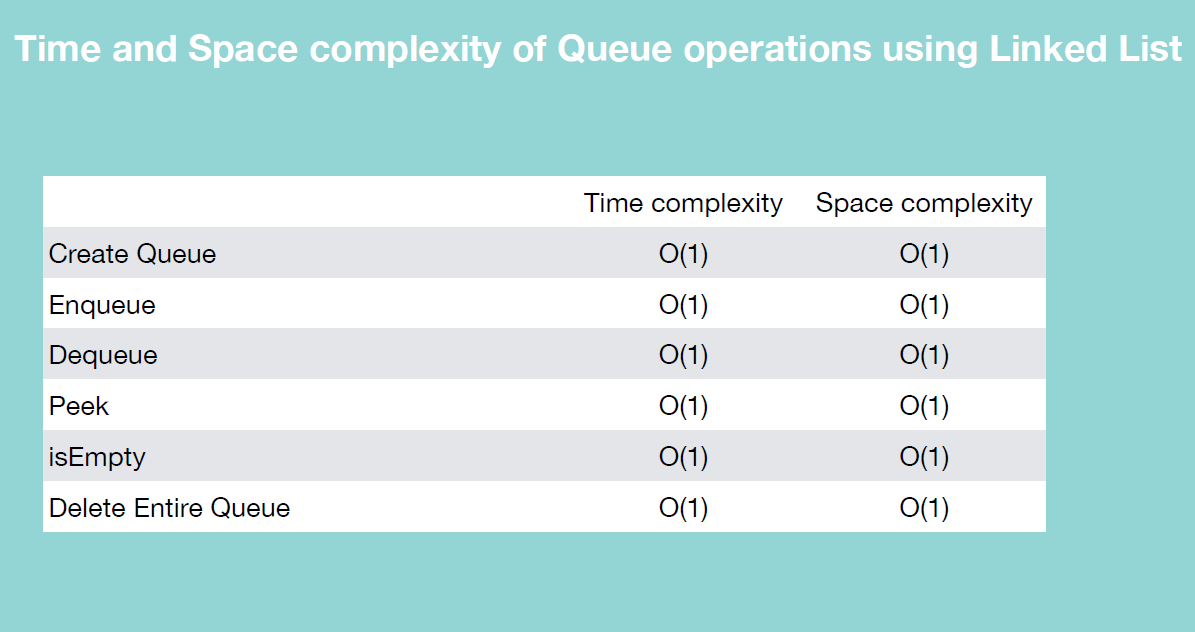 Time and Space complexity of Queue operations using Linked List
Time complexity Space complexity
Create Queue O(1) O(1)
Enqueue O(1) O(1)
Dequeue O(1) O(1)
Peek O(1) O(1)
isEmpty O(1) O(1)
Delete Entire Queue O(1) O(1)